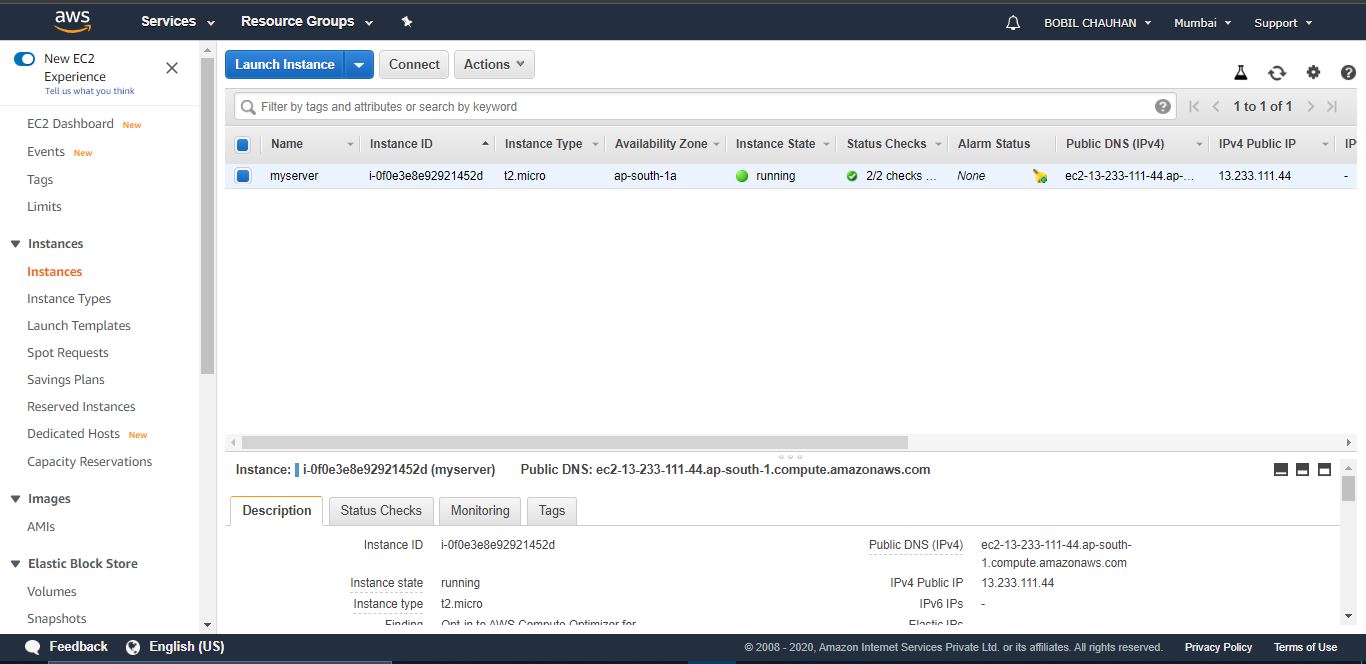 aws Services Resource Groups BOBIL CHAUHAN Mumbai Support
New EC2
Experience
Tell us what you think
EC2 Dashboard New
Events New
Tags
Limits
Instances
Instances
Instance Types
Launch Templates
Spot Requests
Savings Plans
Reserved Instances
Dedicated Hosts New
Capacity Reservations
Images
AMIs
Elastic Block Store
Volumes
Snapshots
Launch Instance Connect Actions
Filter by tags and attributes or search by keyword 1 to 1 of 1
Name Instance ID Instance Type Availability Zone Instance State Status Checks Alarm Status Public DNS (IPv4) IPv4 Public IP IP
myserver i-0f0e3e8e92921452d t2.micro ap-south-1a running 2/2 checks ... None ec2-13-233-111-44.ap-... 13.233.111.44 -
Instance: i-0f0e3e8e92921452d (myserver) Public DNS: ec2-13-233-111-44.ap-south-1.compute.amazonaws.com
Description Status Checks Monitoring Tags
Instance ID i-0f0e3e8e92921452d Public DNS (IPv4) ec2-13-233-111-44.ap-south-
1.compute.amazonaws.com
Instance state running IPv4 Public IP 13.233.111.44
Instance type t2.micro IPv6 IPs -
Finding Opt-in to AWS Compute Optimizer for Elastic IPs
Feedback English (US) © 2008 - 2020, Amazon Internet Services Private Ltd. or its affiliates. All rights reserved. Privacy Policy Terms of Use